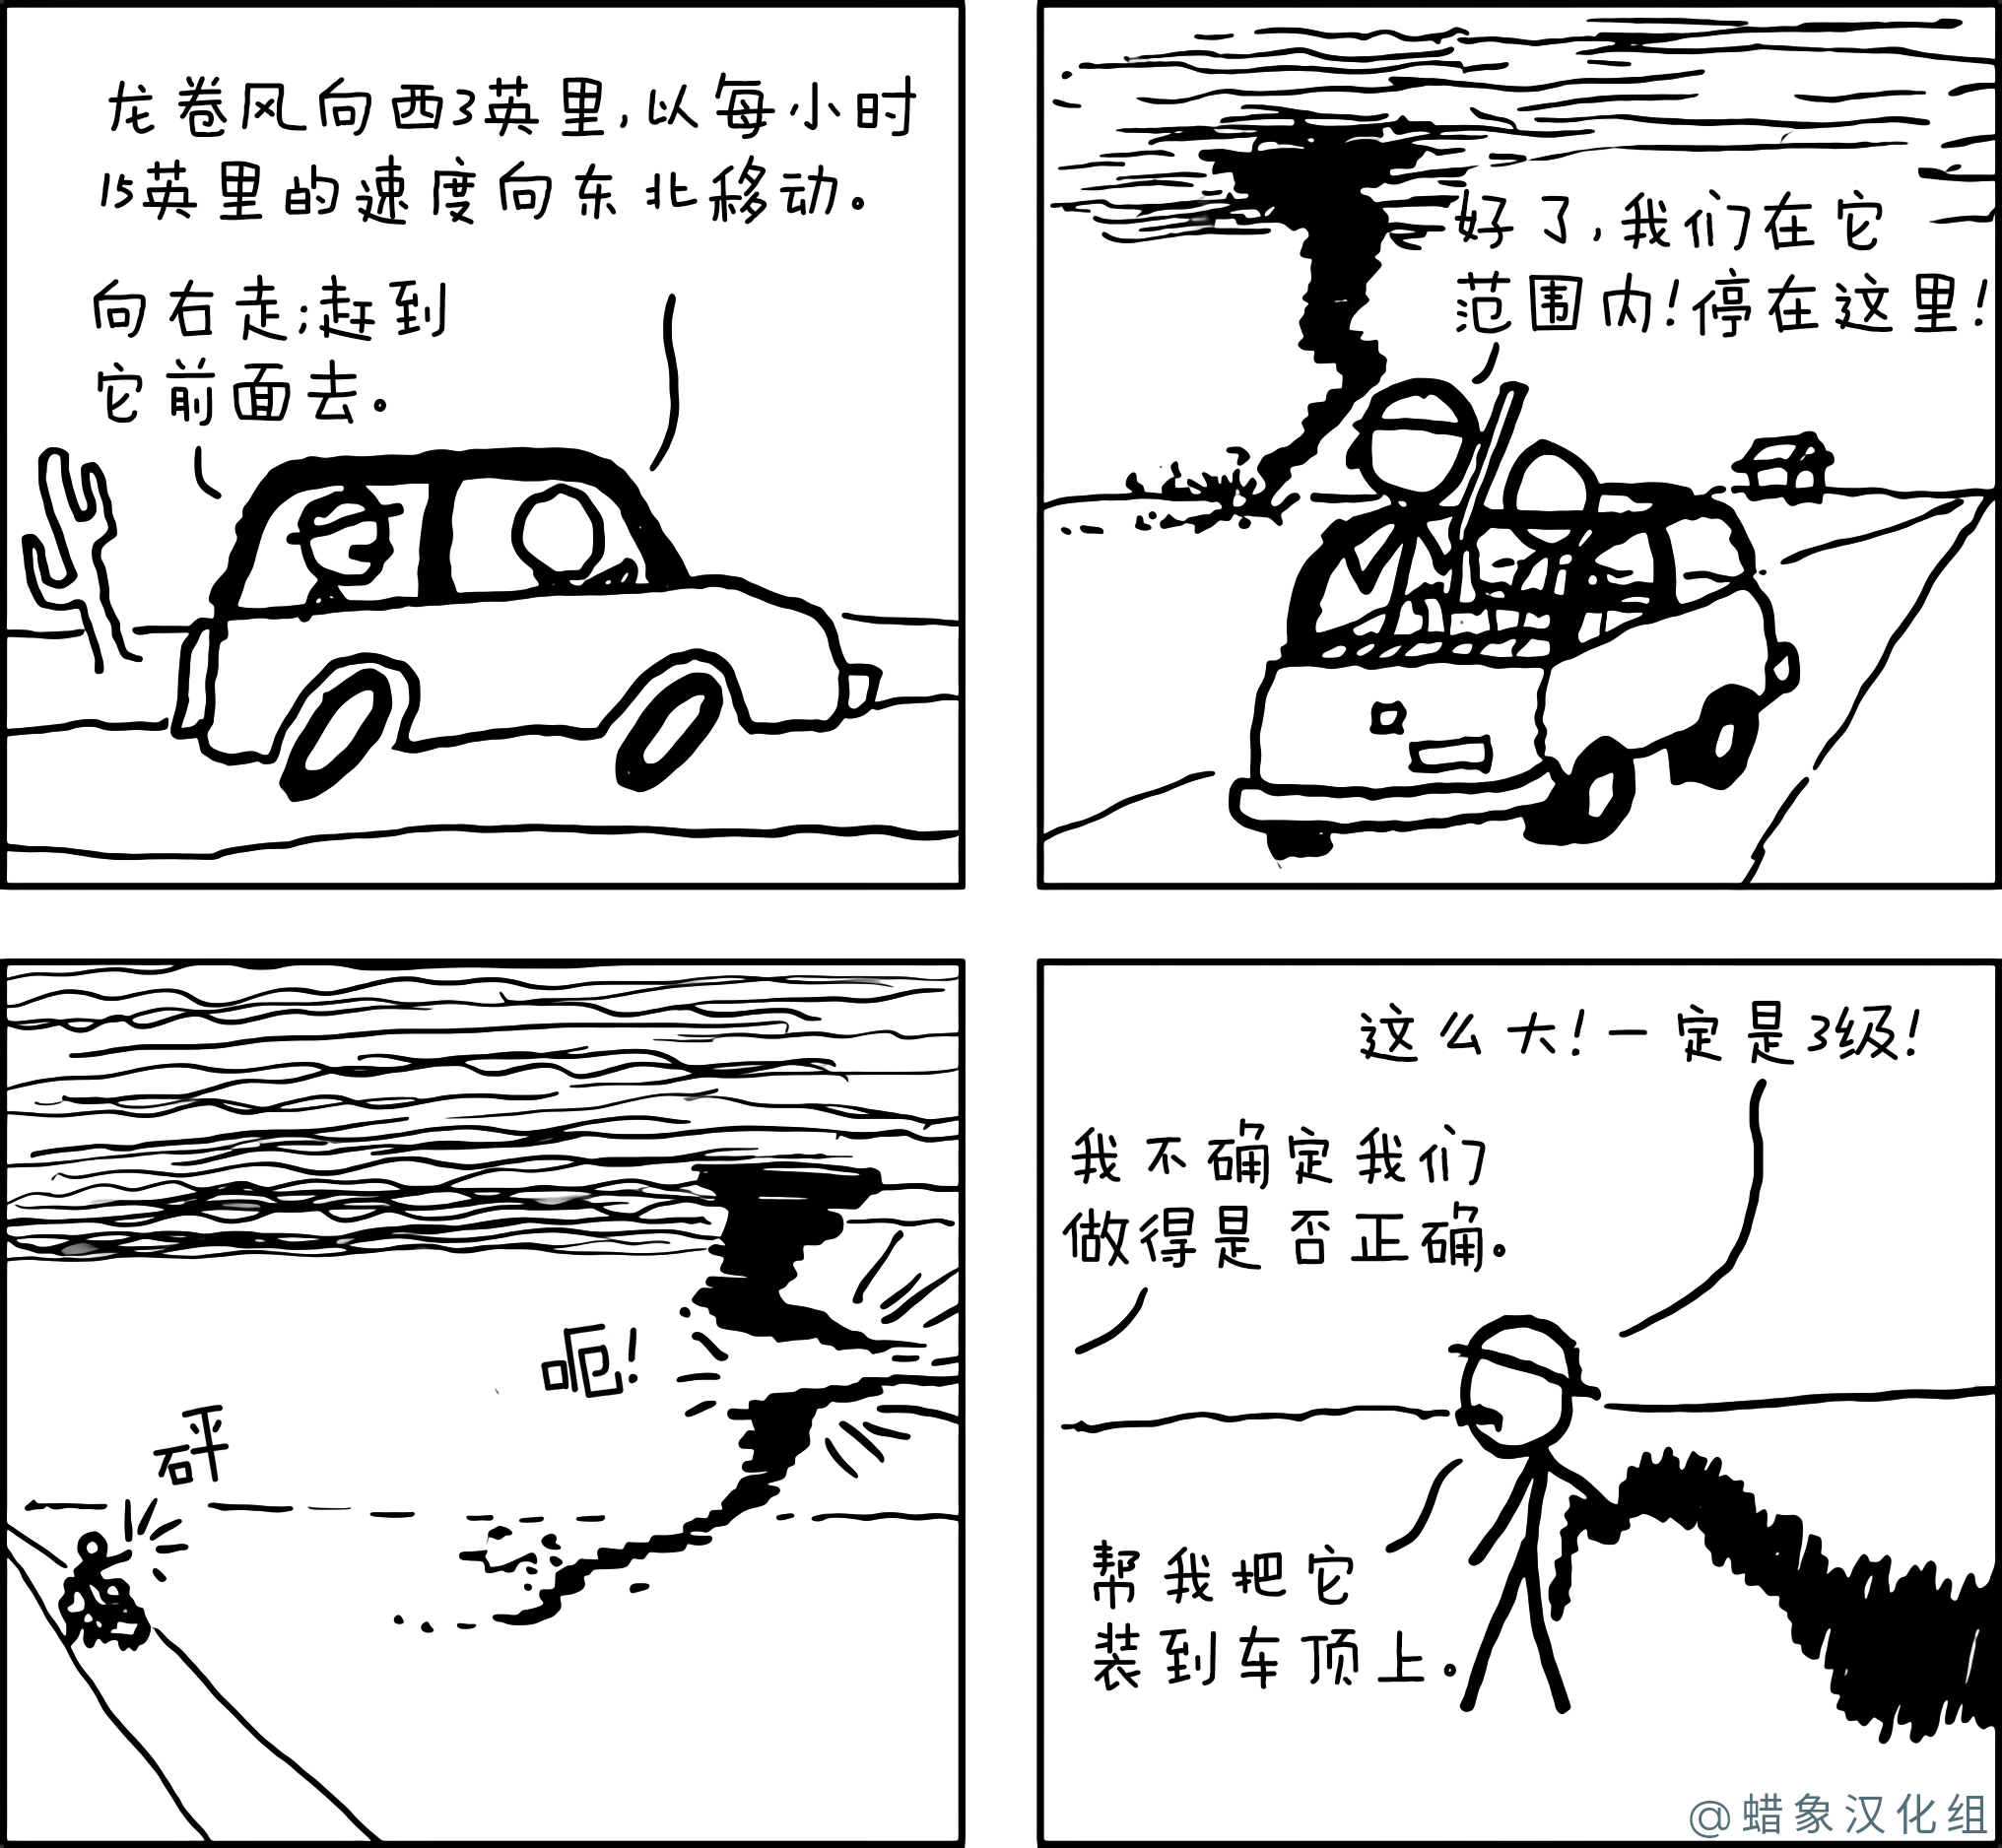 龙卷风向西3英里,以每小时
15英里的速度向东北移动。
向右走;赶到
它前面去。
好了,我们在它
范围内!停在这里!
呃!
砰
这么大!一定是3级!
我不确定我们
做得是否正确。
帮我把它
装到车顶上。
@蜡象汉化组